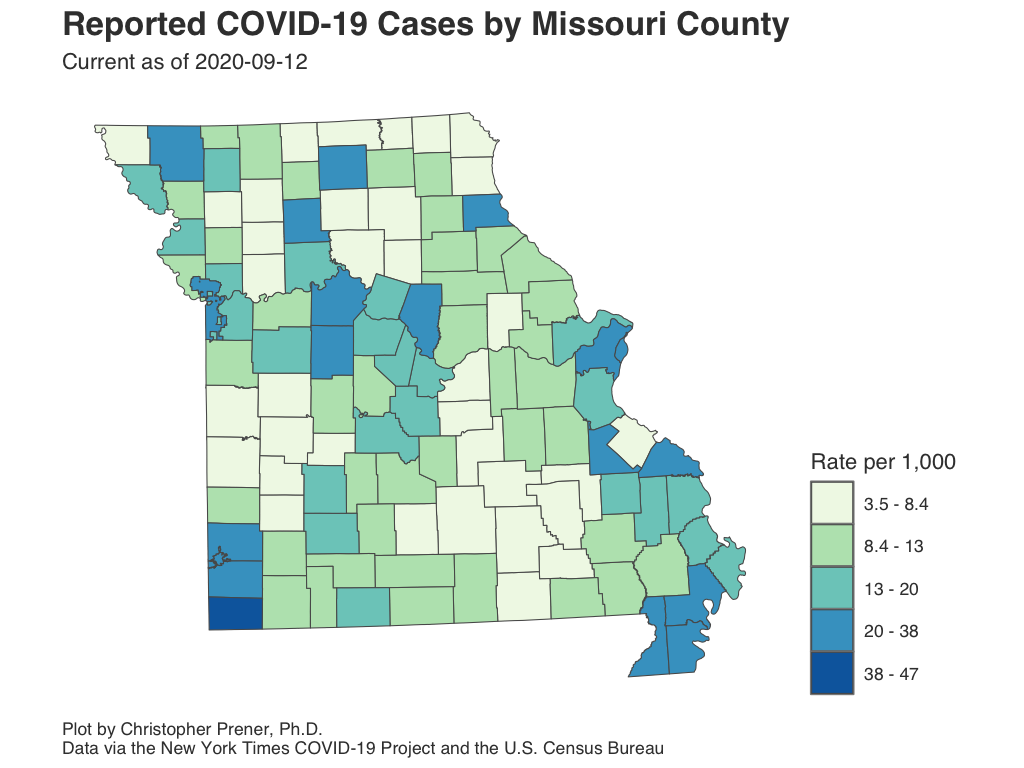 Reported COVID-19 Cases by Missouri County
Current as of 2020-09-12
Rate per 1,000
3.5 - 8.4
8.4 - 13
13 - 20
20 - 38
38 - 47
Plot by Christopher Prener, Ph.D.
Data via the New York Times COVID-19 Project and the U.S. Census Bureau